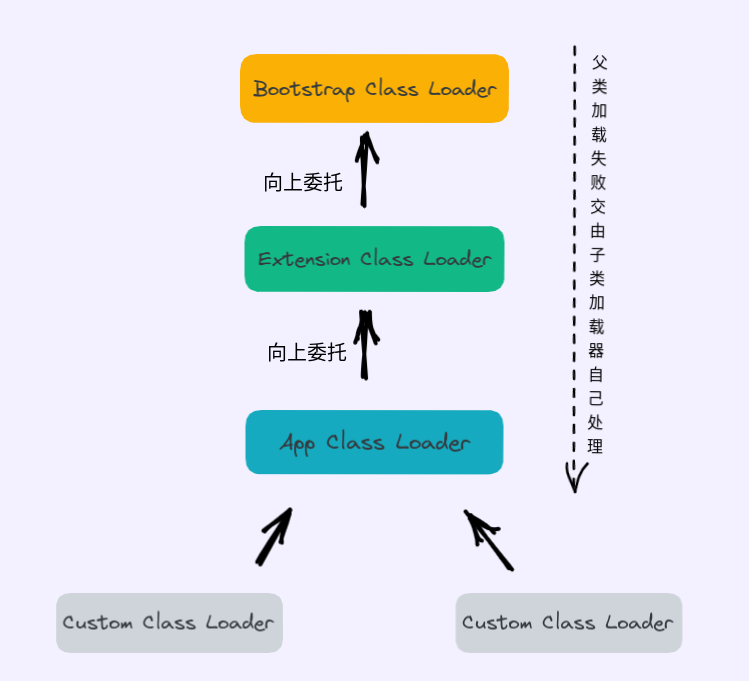 Bootstrap Class Loader
向上委托
Extension Class Loader
向上委托
App Class Loader
Custom Class Loader
Custom Class Loader
父类加载失败交由子类加载器自己处理